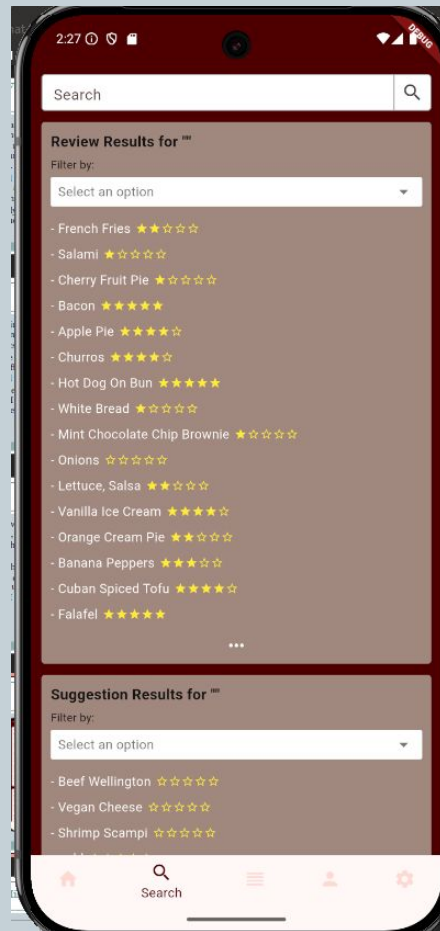 2:27
DEBUG
Search
Review Results for ""
Filter by:
Select an option
- French Fries ★★☆☆☆
- Salami ★☆☆☆☆
- Cherry Fruit Pie ★☆☆☆☆
- Bacon ★★★★★
- Apple Pie ★★★★☆
- Churros ★★★★☆
- Hot Dog On Bun ★★★★★
- White Bread ★☆☆☆☆
- Mint Chocolate Chip Brownie ★☆☆☆☆
- Onions ☆☆☆☆☆
- Lettuce, Salsa ★★☆☆☆
- Vanilla Ice Cream ★★★★☆
- Orange Cream Pie ★★☆☆☆
- Banana Peppers ★★★☆☆
- Cuban Spiced Tofu ★★★★☆
- Falafel ★★★★★
•••
Suggestion Results for ""
Filter by:
Select an option
- Beef Wellington ☆☆☆☆☆
- Vegan Cheese ☆☆☆☆☆
- Shrimp Scampi ☆☆☆☆☆
Search